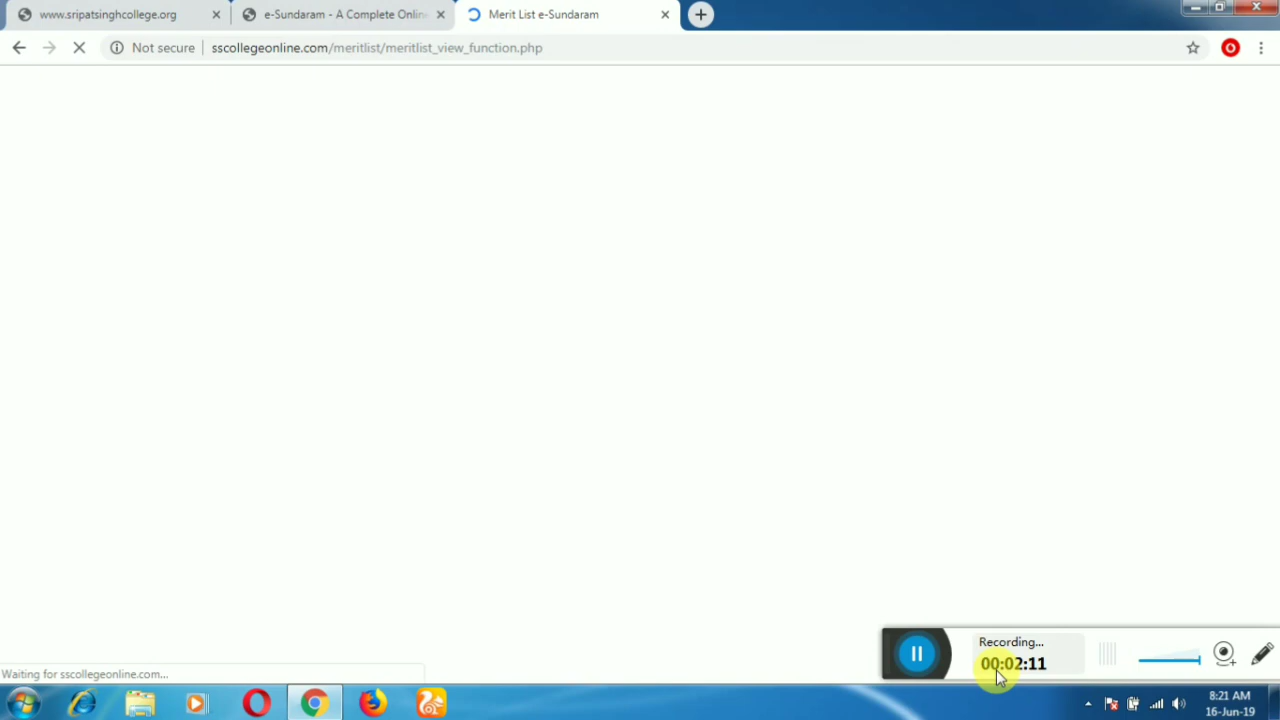 www.sripatsinghcollege.org
e-Sundaram - A Complete Onlin
Merit List e-Sundaram
Not secure
sscollegeonline.com/meritlist/meritlist_view_function.php
Recording...
00:02:11
Waiting for sscollegeonline.com...
8:21 AM
16-Jun-19